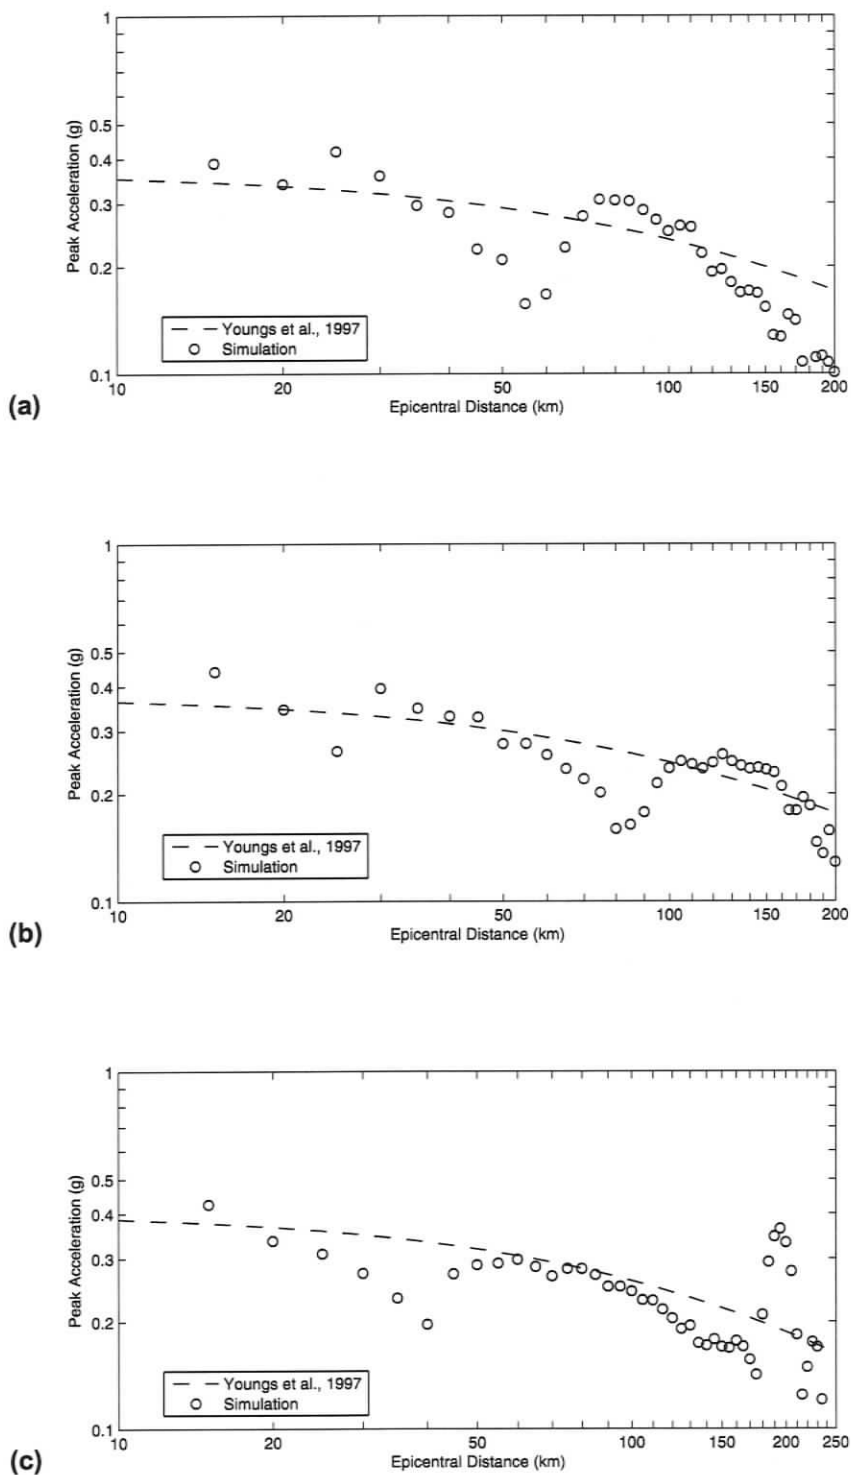 1
0.5
0.4
0.3
0.2
0.1
Peak Acceleration (g)
Youngs et al., 1997
Simulation
10 20 50 100 150 200
Epicentral Distance (km)
(a)
1
0.5
0.4
0.3
0.2
0.1
Peak Acceleration (g)
Youngs et al., 1997
Simulation
10 20 50 100 150 200
Epicentral Distance (km)
(b)
1
0.5
0.4
0.3
0.2
0.1
Peak Acceleration (g)
Youngs et al., 1997
Simulation
10 20 50 100 150 200 250
Epicentral Distance (km)
(c)